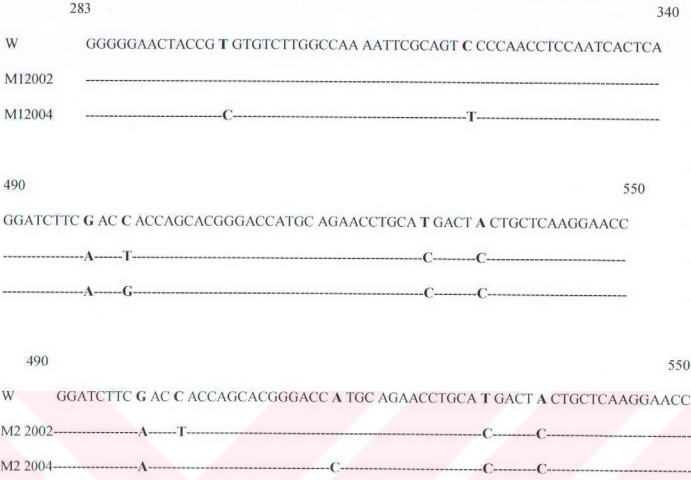 283 340
W GGGGGAACTACCG T GTGTCTTGGCCAA AATTCGCAGT C CCCAACCTCCAATCACTCA
M12002 ------------------------------------------------------------
M12004 --------------C-------------------------T-------------------
490 550
GGATCTTC G AC C ACCAGCACGGGACCATGC AGAACCTGCA T GACT A CTGCTCAAGGAACC
--------A------T------------------------------C--------C--------------
--------A------G------------------------------C--------C--------------
490 550
W GGATCTTC G AC C ACCAGCACGGGACC A TGC AGAACCTGCA T GACT A CTGCTCAAGGAACC
M2 2002--------A------T------------------------------C--------C--------------
M2 2004--------A---------------------C---------------C--------C--------------